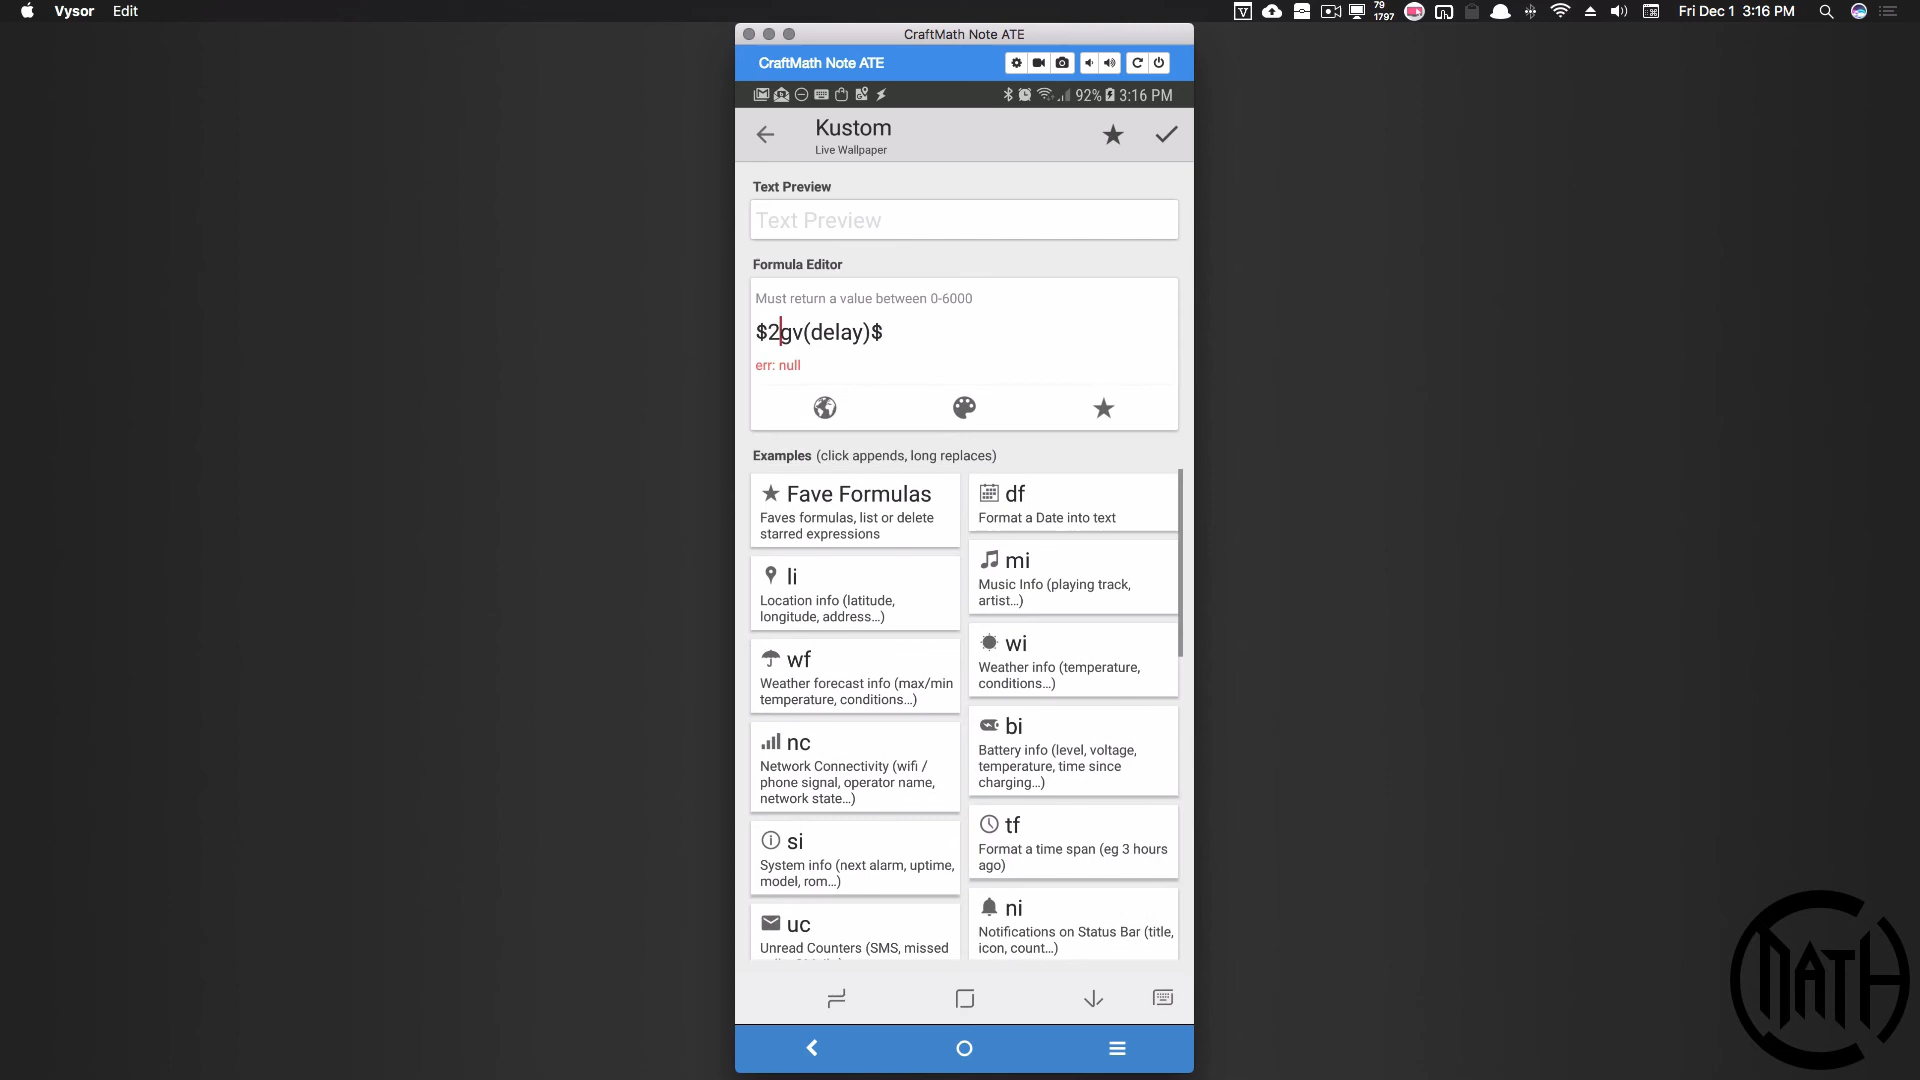 Vysor Edit
79
1797
Fri Dec 1 3:16 PM
CraftMath Note ATE
CraftMath Note ATE
92% 3:16 PM
Kustom
Live Wallpaper
Text Preview
Text Preview
Formula Editor
Must return a value between 0-6000
$2gv(delay)$
err: null
Examples (click appends, long replaces)
Fave Formulas
Faves formulas, list or delete
starred expressions
df
Format a Date into text
li
Location info (latitude,
longitude, address...)
mi
Music Info (playing track,
artist...)
wf
Weather forecast info (max/min
temperature, conditions...)
wi
Weather info (temperature,
conditions...)
nc
Network Connectivity (wifi /
phone signal, operator name,
network state...)
bi
Battery info (level, voltage,
temperature, time since
charging...)
si
System info (next alarm, uptime,
model, rom...)
tf
Format a time span (eg 3 hours
ago)
uc
Unread Counters (SMS, missed
ni
Notifications on Status Bar (title,
icon, count...)
MATH